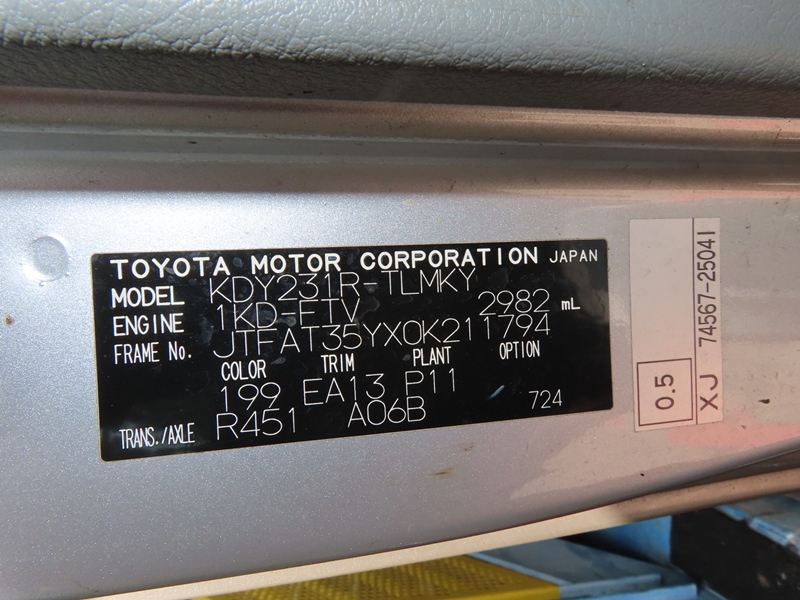 TOYOTA MOTOR CORPORATION JAPAN
MODEL KDY231R-TLMKY
ENGINE 1KD-FTV 2982 mL
FRAME No. JTFAT35YX0K211794
COLOR TRIM PLANT OPTION
199 EA13 P11
TRANS./AXLE R451 A06B 724
0.5
XJ 74567-25041